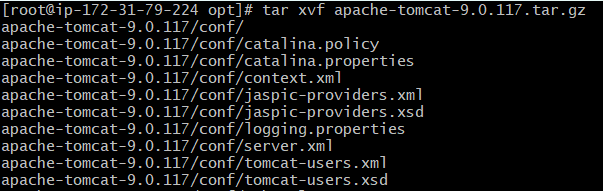 [root@ip-172-31-79-224 opt]# tar xvf apache-tomcat-9.0.117.tar.gz
apache-tomcat-9.0.117/conf/
apache-tomcat-9.0.117/conf/catalina.policy
apache-tomcat-9.0.117/conf/catalina.properties
apache-tomcat-9.0.117/conf/context.xml
apache-tomcat-9.0.117/conf/jaspic-providers.xml
apache-tomcat-9.0.117/conf/jaspic-providers.xsd
apache-tomcat-9.0.117/conf/logging.properties
apache-tomcat-9.0.117/conf/server.xml
apache-tomcat-9.0.117/conf/tomcat-users.xml
apache-tomcat-9.0.117/conf/tomcat-users.xsd